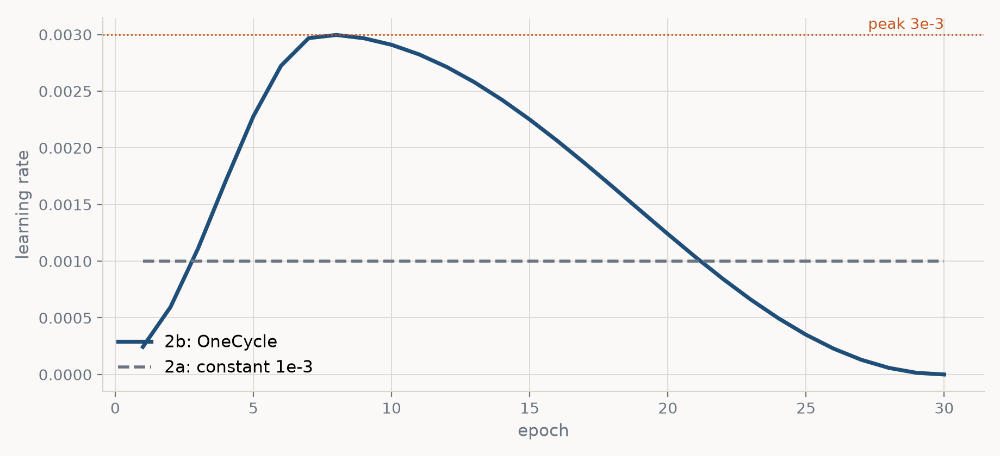 peak 3e-3
0.0030
0.0025
0.0020
0.0015
0.0010
0.0005
0.0000
learning rate
2b: OneCycle
2a: constant 1e-3
0 5 10 15 20 25 30
epoch